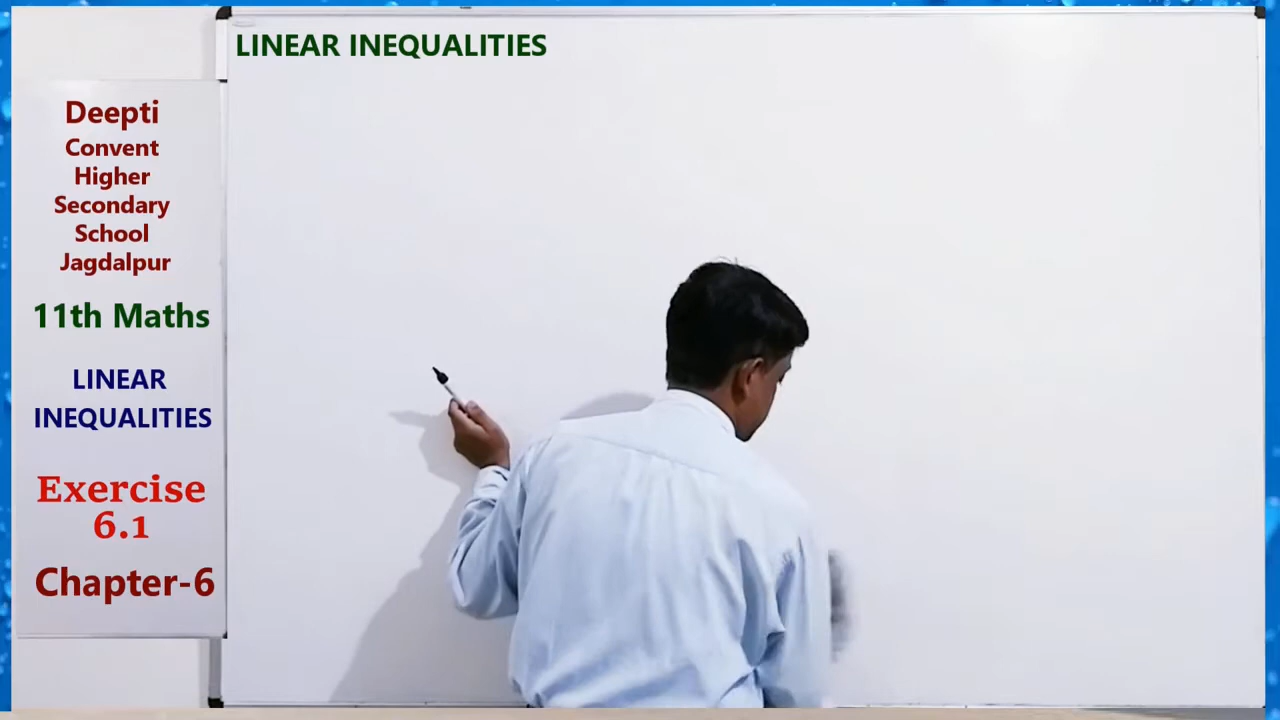 LINEAR INEQUALITIES
Deepti
Convent
Higher
Secondary
School
Jagdalpur
11th Maths
LINEAR
INEQUALITIES
Exercise
6.1
Chapter-6